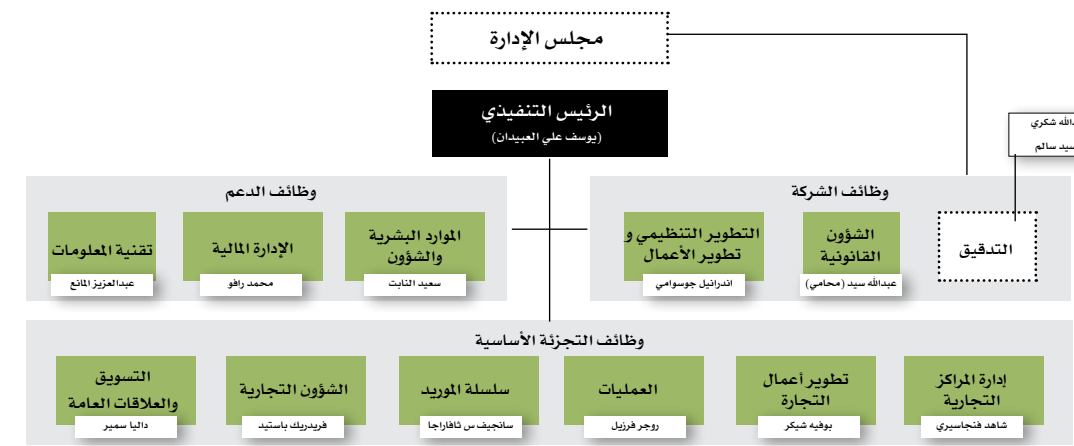 مجلس الإدارة
الرئيس التنفيذي
(يوسف علي العبيدان)
شكري
سيد سالم
وظائف الشركة
التدقيق
الشؤون
القانونية
عبدالله سيد (محامي)
التطوير التنظيمي و
تطوير الأعمال
اندرانيل جوسوامي
وظائف الدعم
الموارد البشرية
والشؤون
سعيد النابت
الإدارة المالية
محمد رافو
تقنية المعلومات
عبدالعزيز المانع
وظائف التجزئة الأساسية
إدارة المراكز
التجارية
شاهد فنجاسيري
تطوير أعمال
التجارة
بوفيه شيكر
العمليات
روجر فرزيل
سلسلة الموريد
سانجيف س ثافاراجا
الشؤون التجارية
فريدريك باستيد
التسويق
والعلاقات العامة
داليا سمير